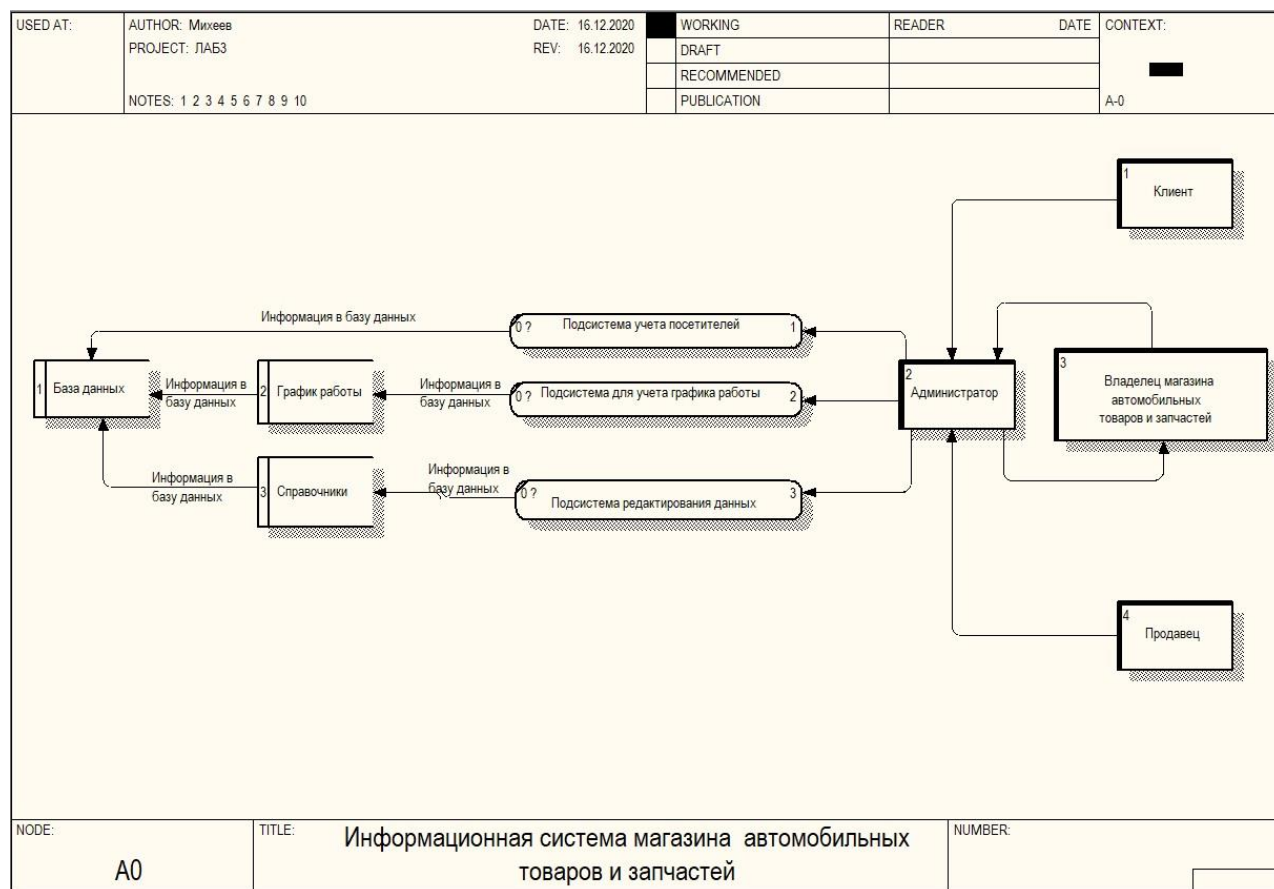 USED AT:
AUTHOR: Михеев
DATE: 16.12.2020
PROJECT: ЛАБ3
REV: 16.12.2020
NOTES: 1 2 3 4 5 6 7 8 9 10
WORKING
DRAFT
RECOMMENDED
PUBLICATION
READER
DATE
CONTEXT:
A-0
1
Клиент
Информация в базу данных
0 ?
Подсистема учета посетителей
1
1
База данных
Информация в
базу данных
2
График работы
Информация в
базу данных
0 ?
Подсистема для учета графика работы
2
2
Администратор
3
Владелец магазина
автомобильных
товаров и запчастей
Информация в
базу данных
3
Справочники
Информация в
базу данных
0 ?
Подсистема редактирования данных
3
4
Продавец
NODE:
A0
TITLE:
Информационная система магазина автомобильных
товаров и запчастей
NUMBER: